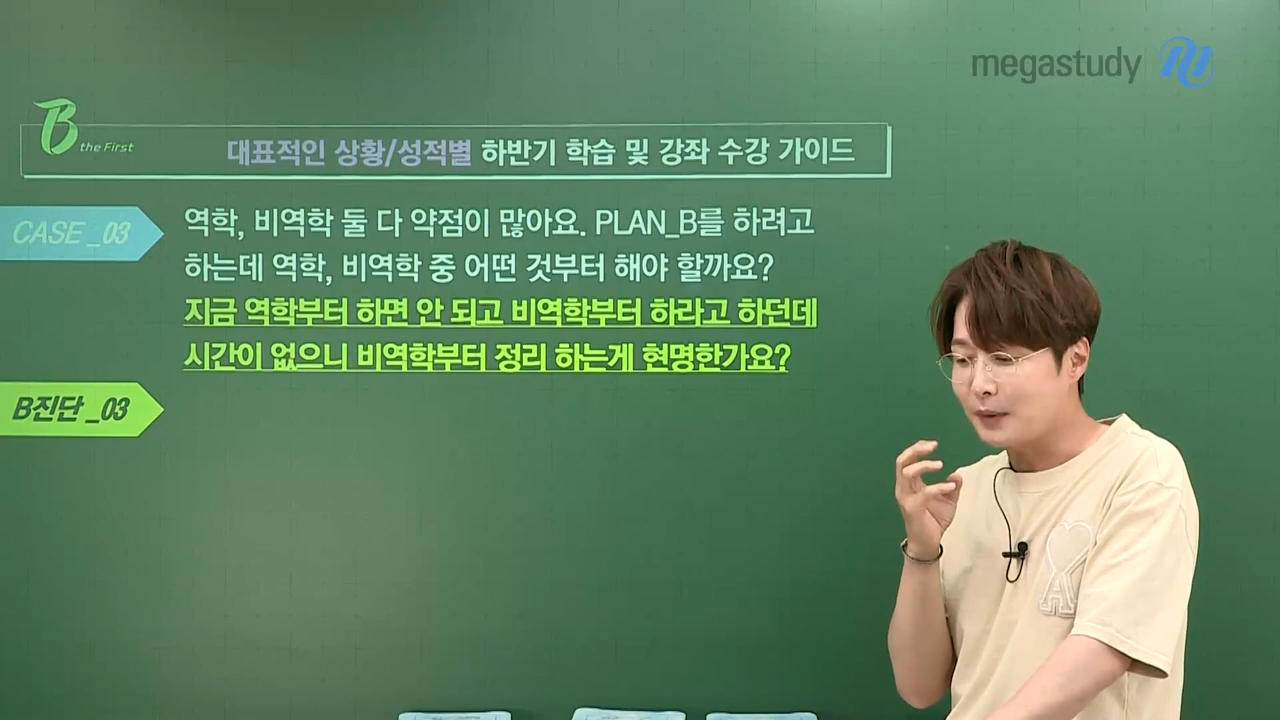 megastudy
B the First
대표적인 상황/성적별 하반기 학습 및 강좌 수강 가이드
CASE _03
역학, 비역학 둘 다 약점이 많아요. PLAN_B를 하려고
하는데 역학, 비역학 중 어떤 것부터 해야 할까요?
지금 역학부터 하면 안 되고 비역학부터 하라고 하던데
시간이 없으니 비역학부터 정리 하는게 현명한가요?
B진단 _03
A